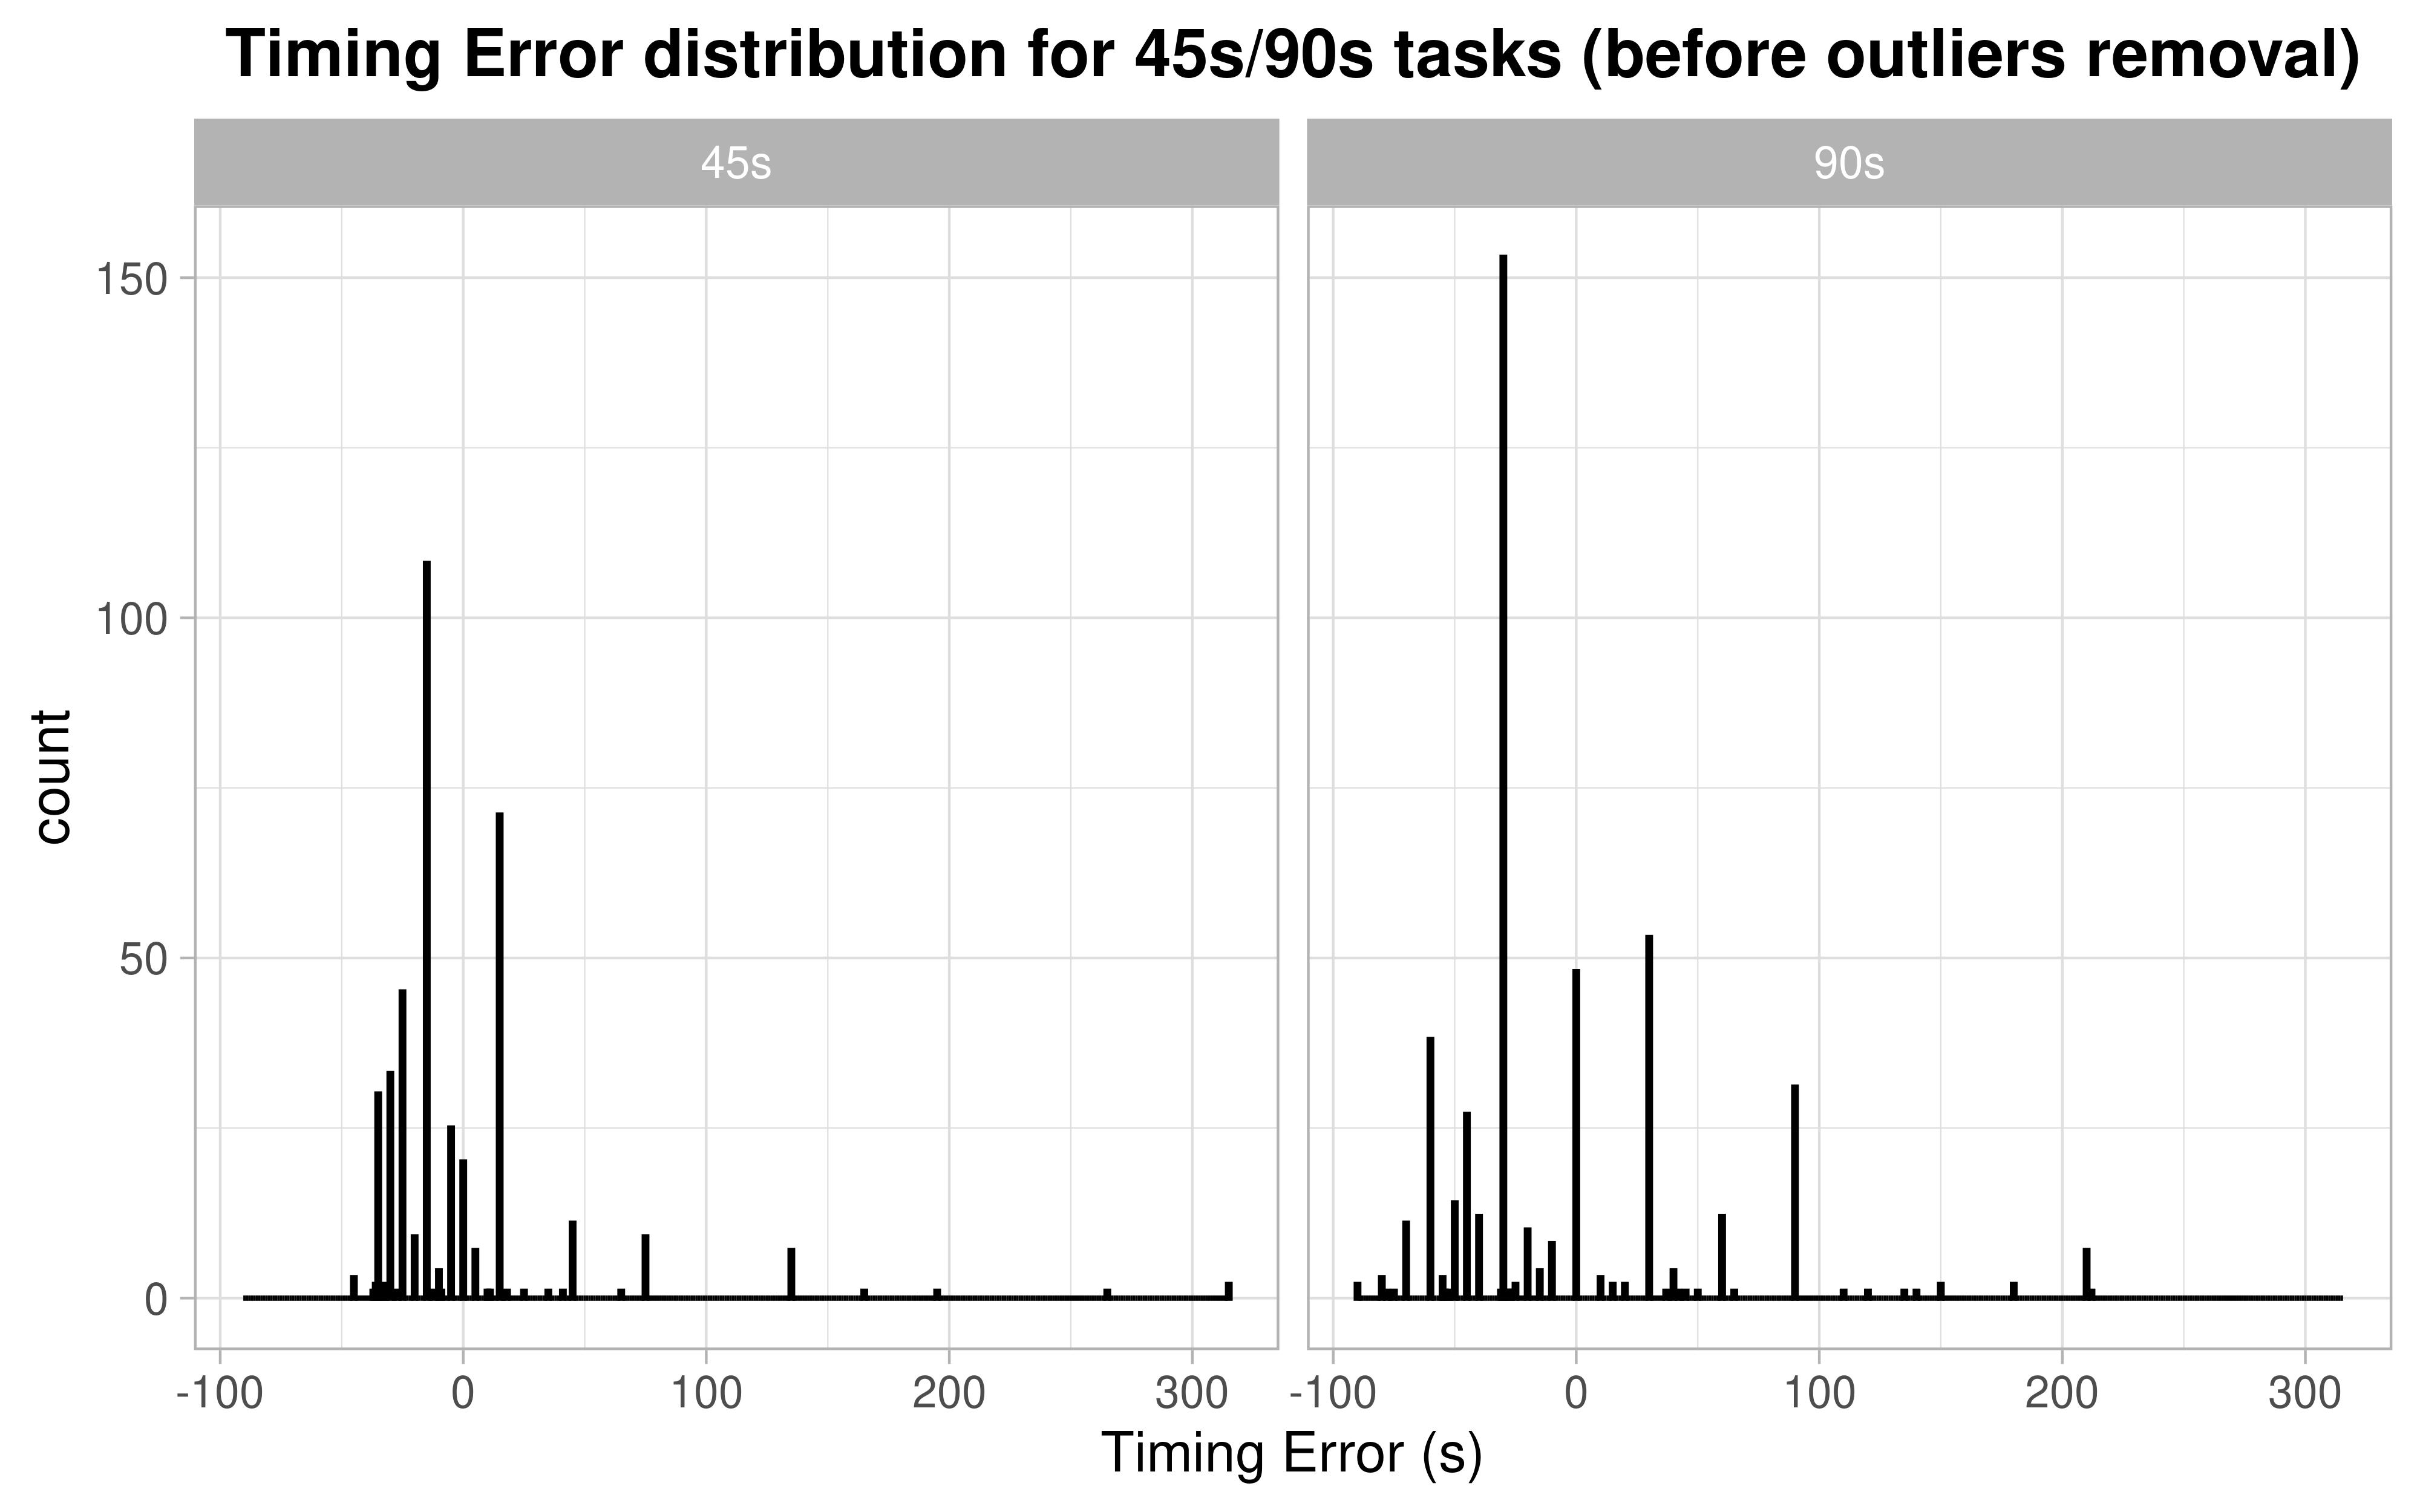 Timing Error distribution for 45s/90s tasks (before outliers removal)
45s 90s
150
100
50
0
count
-100 0 100 200 300 -100 0 100 200 300
Timing Error (s)